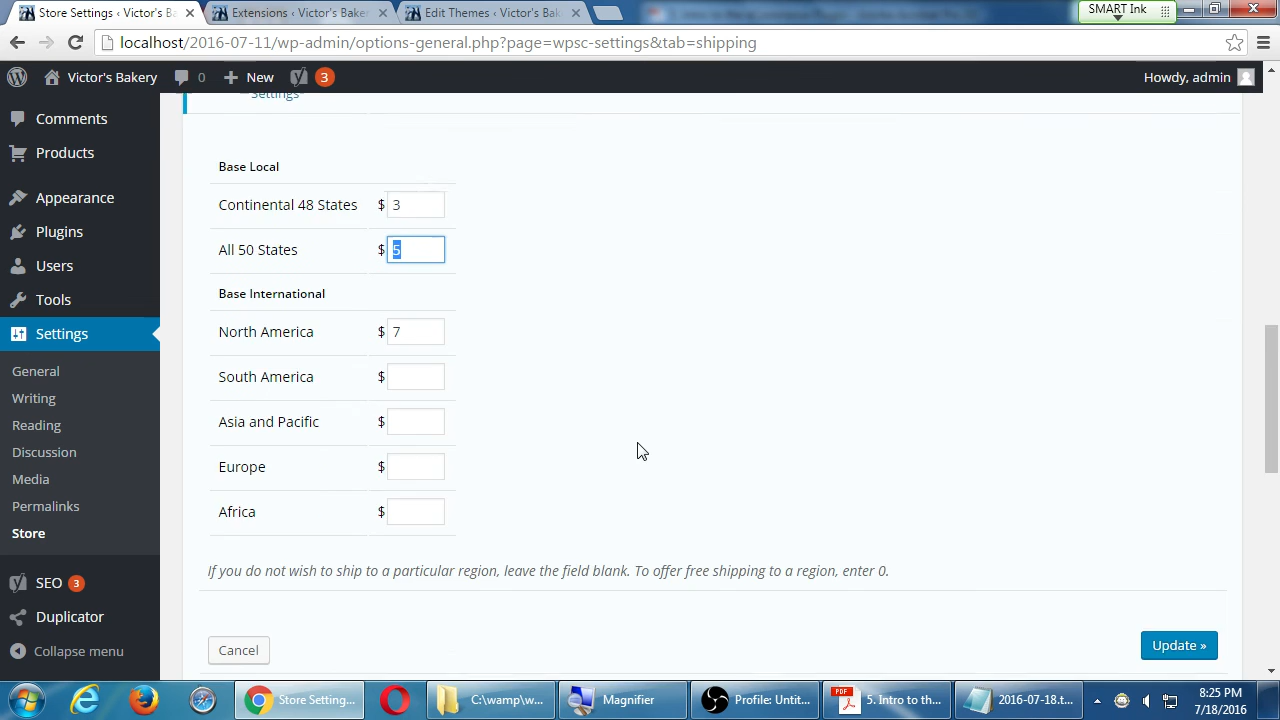 Store Settings ‹ Victor's Ba
Extensions ‹ Victor's Baker
Edit Themes ‹ Victor's Bak
SMART Ink
localhost/2016-07-11/wp-admin/options-general.php?page=wpsc-settings&tab=shipping
Victor's Bakery
0
New
3
Howdy, admin
Settings
Comments
Products
Appearance
Plugins
Users
Tools
Settings
General
Writing
Reading
Discussion
Media
Permalinks
Store
SEO 3
Duplicator
Collapse menu
Base Local
Continental 48 States $ 3
All 50 States $ 5
Base International
North America $ 7
South America $
Asia and Pacific $
Europe $
Africa $
If you do not wish to ship to a particular region, leave the field blank. To offer free shipping to a region, enter 0.
Cancel
Update »
Store Setting...
C:\wamp\w...
Magnifier
Profile: Untit...
PDF
5. Intro to th...
2016-07-18.t...
8:25 PM
7/18/2016